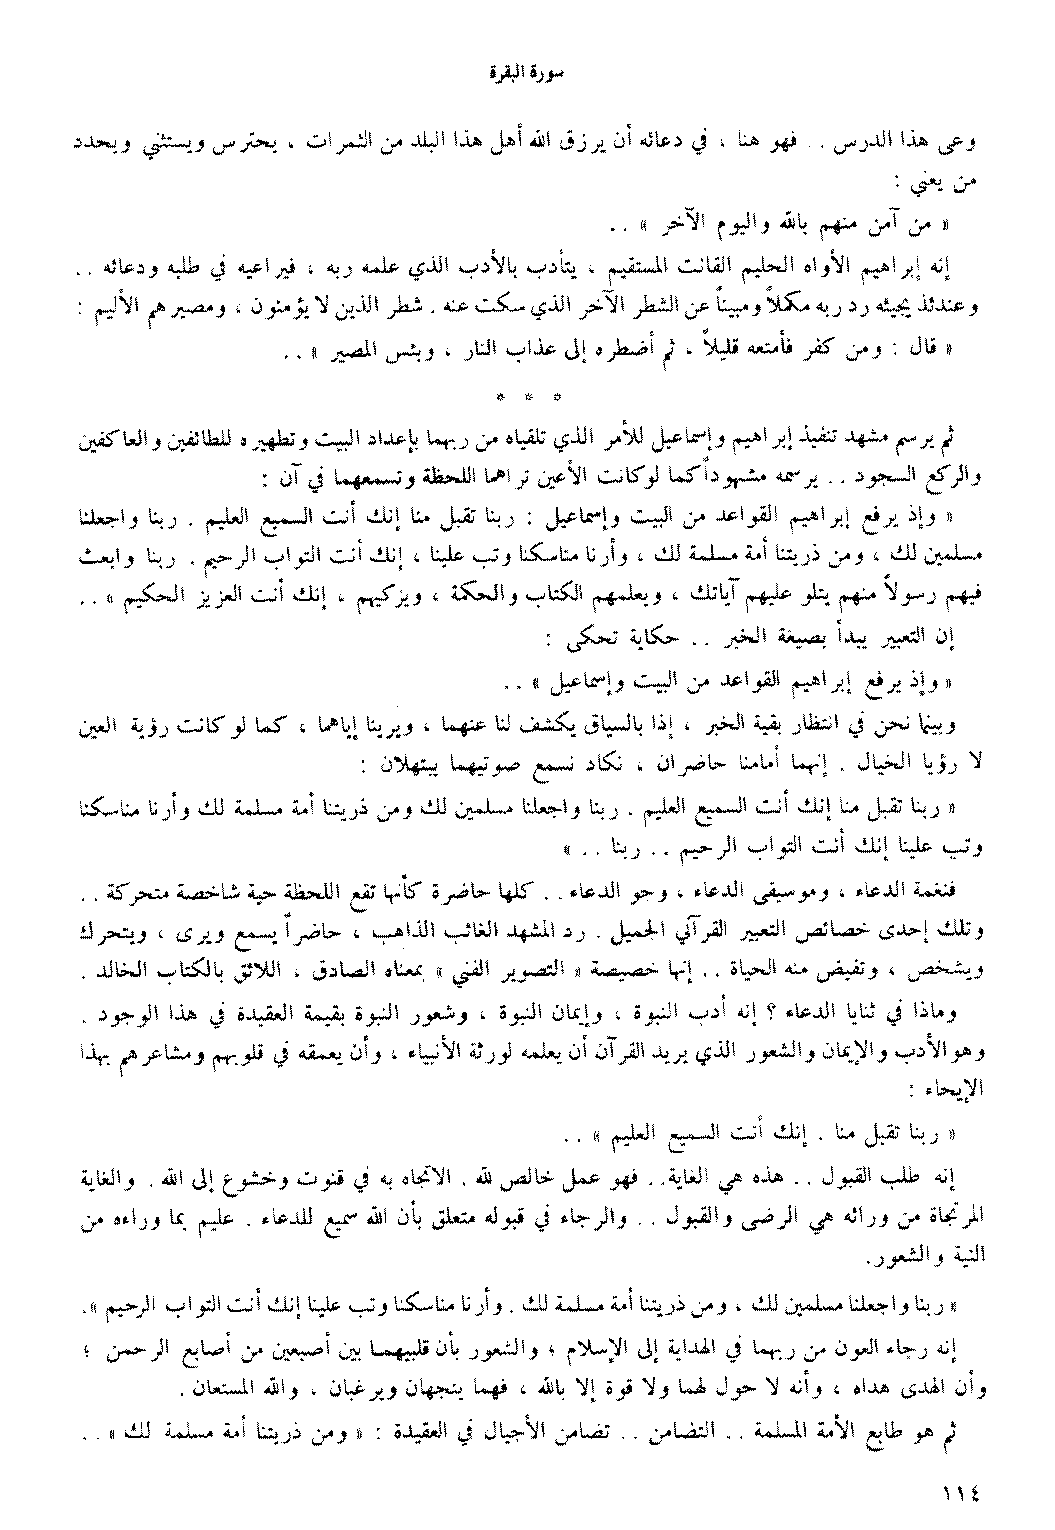 سورة البقرة
وعى هذا الدرس .. فهو هنا ، في دعائه أن يرزق الله أهل هذا البلد من الثمرات ، يحترس ويستثني ويحدد
من يعني :
« من آمن منهم بالله واليوم الآخر » ..
إنه إبراهيم الأواه الحليم القانت المستقيم ، يتأدب بالأدب الذي علمه ربه ، فيراعيه في طلبه ودعائه ..
وعندئذ يجيئه رد ربه مكملاً ومبيناً عن الشطر الآخر الذي سكت عنه . شطر الذين لا يؤمنون ، ومصيرهم الأليم :
« قال : ومن كفر فأمتعه قليلاً ، ثم أضطره إلى عذاب النار ، وبئس المصير » ..
* * *
ثم يرسم مشهد تنفيذ إبراهيم وإسماعيل للأمر الذي تلقياه من ربهما بإعداد البيت وتطهيره للطائفين والعاكفين
والركع السجود .. يرسمه مشهوداً كما لو كانت الأعين تراهما اللحظة وتسمعهما في آن :
« وإذ يرفع إبراهيم القواعد من البيت وإسماعيل : ربنا تقبل منا إنك أنت السميع العليم . ربنا واجعلنا
مسلمين لك ، ومن ذريتنا أمة مسلمة لك ، وأرنا مناسكنا وتب علينا ، إنك أنت التواب الرحيم . ربنا وابعث
فيهم رسولاً منهم يتلو عليهم آياتك ، ويعلمهم الكتاب والحكمة ، ويزكيهم ، إنك أنت العزيز الحكيم » ..
إن التعبير يبدأ بصيغة الخبر .. حكاية تحكى :
« وإذ يرفع إبراهيم القواعد من البيت وإسماعيل » ..
وبينما نحن في انتظار بقية الخبر ، إذا بالسياق يكشف لنا عنهما ، ويرينا إياهما ، كما لو كانت رؤية العين
لا رؤيا الخيال . إنهما أمامنا حاضران ، نكاد نسمع صوتيهما يبتهلان :
« ربنا تقبل منا إنك أنت السميع العليم . ربنا واجعلنا مسلمين لك ومن ذريتنا أمة مسلمة لك وأرنا مناسكنا
وتب علينا إنك أنت التواب الرحيم .. ربنا .. »
فنغمة الدعاء ، وموسيقى الدعاء ، وجو الدعاء .. كلها حاضرة كأنها تقع اللحظة حية شاخصة متحركة ..
وتلك إحدى خصائص التعبير القرآني الجميل . رد المشهد الغائب الذاهب ، حاضراً يسمع ويرى ، ويتحرك
ويشخص ، وتفيض منه الحياة .. إنها خصيصة « التصوير الفني » بمعناه الصادق ، اللائق بالكتاب الخالد .
وماذا في ثنايا الدعاء ؟ إنه أدب النبوة ، وإيمان النبوة ، وشعور النبوة بقيمة العقيدة في هذا الوجود .
وهو الأدب والإيمان والشعور الذي يريد القرآن أن يعلمه لورثة الأنبياء ، وأن يعمقه في قلوبهم ومشاعرهم بهذا
الإيحاء :
« ربنا تقبل منا . إنك أنت السميع العليم » ..
إنه طلب القبول .. هذه هي الغاية.. فهو عمل خالص لله . الاتجاه به في قنوت وخشوع إلى الله . والغاية
المرتجاة من ورائه هي الرضى والقبول .. والرجاء في قبوله متعلق بأن الله سميع للدعاء . عليم بما وراءه من
النية والشعور.
« ربنا واجعلنا مسلمين لك ، ومن ذريتنا أمة مسلمة لك . وأرنا مناسكنا وتب علينا إنك أنت التواب الرحيم ».
إنه رجاء العون من ربهما في الهداية إلى الإسلام ؛ والشعور بأن قلبيهما بين أصبعين من أصابع الرحمن ؛
وأن الهدى هداه ، وأنه لا حول لهما ولا قوة إلا بالله ، فهما يتجهان ويرغبان ، والله المستعان .
ثم هو طابع الأمة المسلمة .. التضامن .. تضامن الأجيال في العقيدة : « ومن ذريتنا أمة مسلمة لك » ..
١١٤